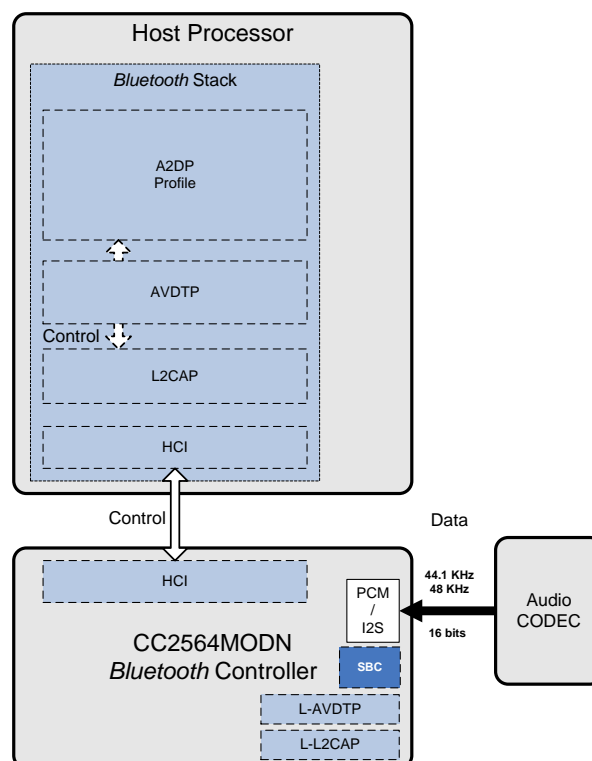 Host Processor
Bluetooth Stack
A2DP
Profile
AVDTP
Control
L2CAP
HCI
Control
Data
HCI
44.1 KHz
48 KHz
16 bits
PCM
/
I2S
Audio
CODEC
CC2564MODN
Bluetooth Controller
SBC
L-AVDTP
L-L2CAP